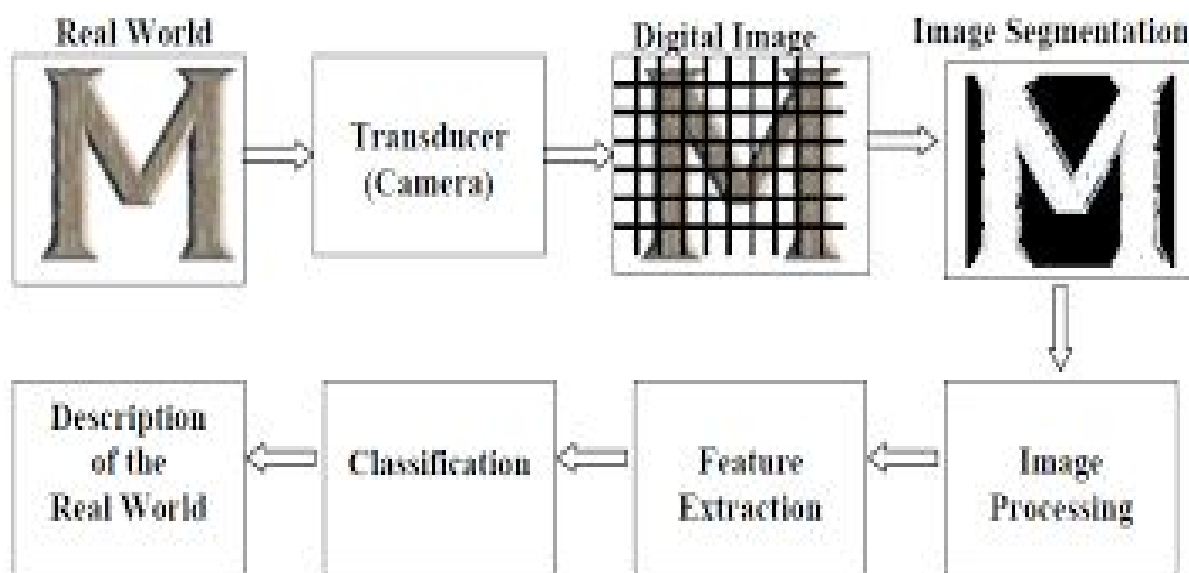 Real World
M
Transducer
(Camera)
Digital Image
M
Image Segmentation
M
Image
Processing
Feature
Extraction
Classification
Description
of the
Real World